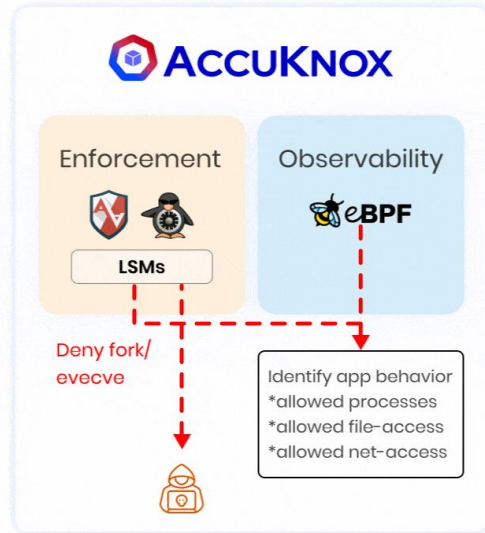 ACCUKNOX
Enforcement
Observability
eBPF
LSMs
Deny fork/
evecve
Identify app behavior
*allowed processes
*allowed file-access
*allowed net-access